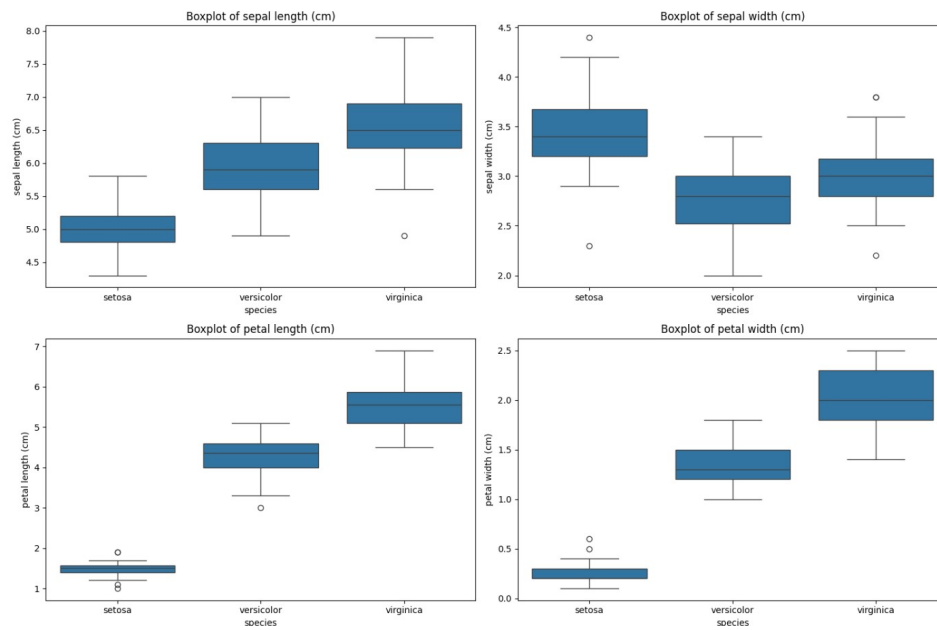 Boxplot of sepal length (cm)
8.0
7.5
7.0
6.5
6.0
5.5
5.0
4.5
sepal length (cm)
setosa versicolor virginica
species
Boxplot of sepal width (cm)
4.5
4.0
3.5
3.0
2.5
2.0
sepal width (cm)
setosa versicolor virginica
species
Boxplot of petal length (cm)
7
6
5
4
3
2
1
petal length (cm)
setosa versicolor virginica
species
Boxplot of petal width (cm)
2.5
2.0
1.5
1.0
0.5
0.0
petal width (cm)
setosa versicolor virginica
species